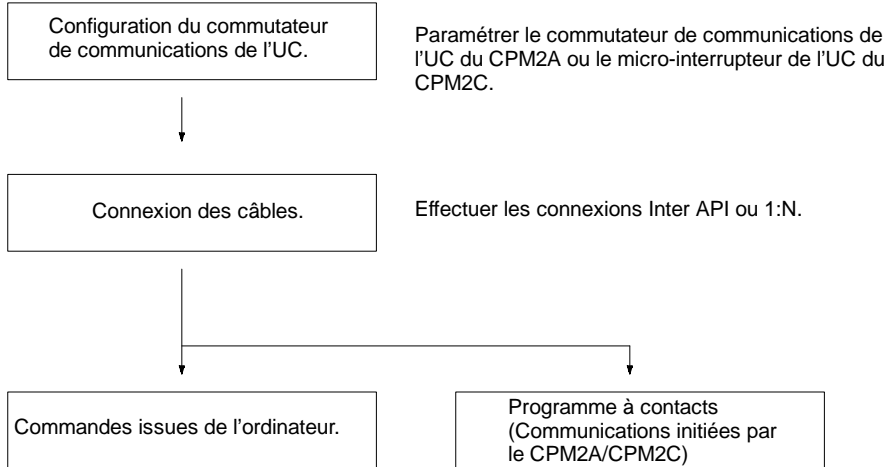 Configuration du commutateur
de communications de l’UC.
Paramétrer le commutateur de communications de
l’UC du CPM2A ou le micro-interrupteur de l’UC du
CPM2C.
Connexion des câbles.
Effectuer les connexions Inter API ou 1:N.
Commandes issues de l’ordinateur.
Programme à contacts
(Communications initiées par
le CPM2A/CPM2C)